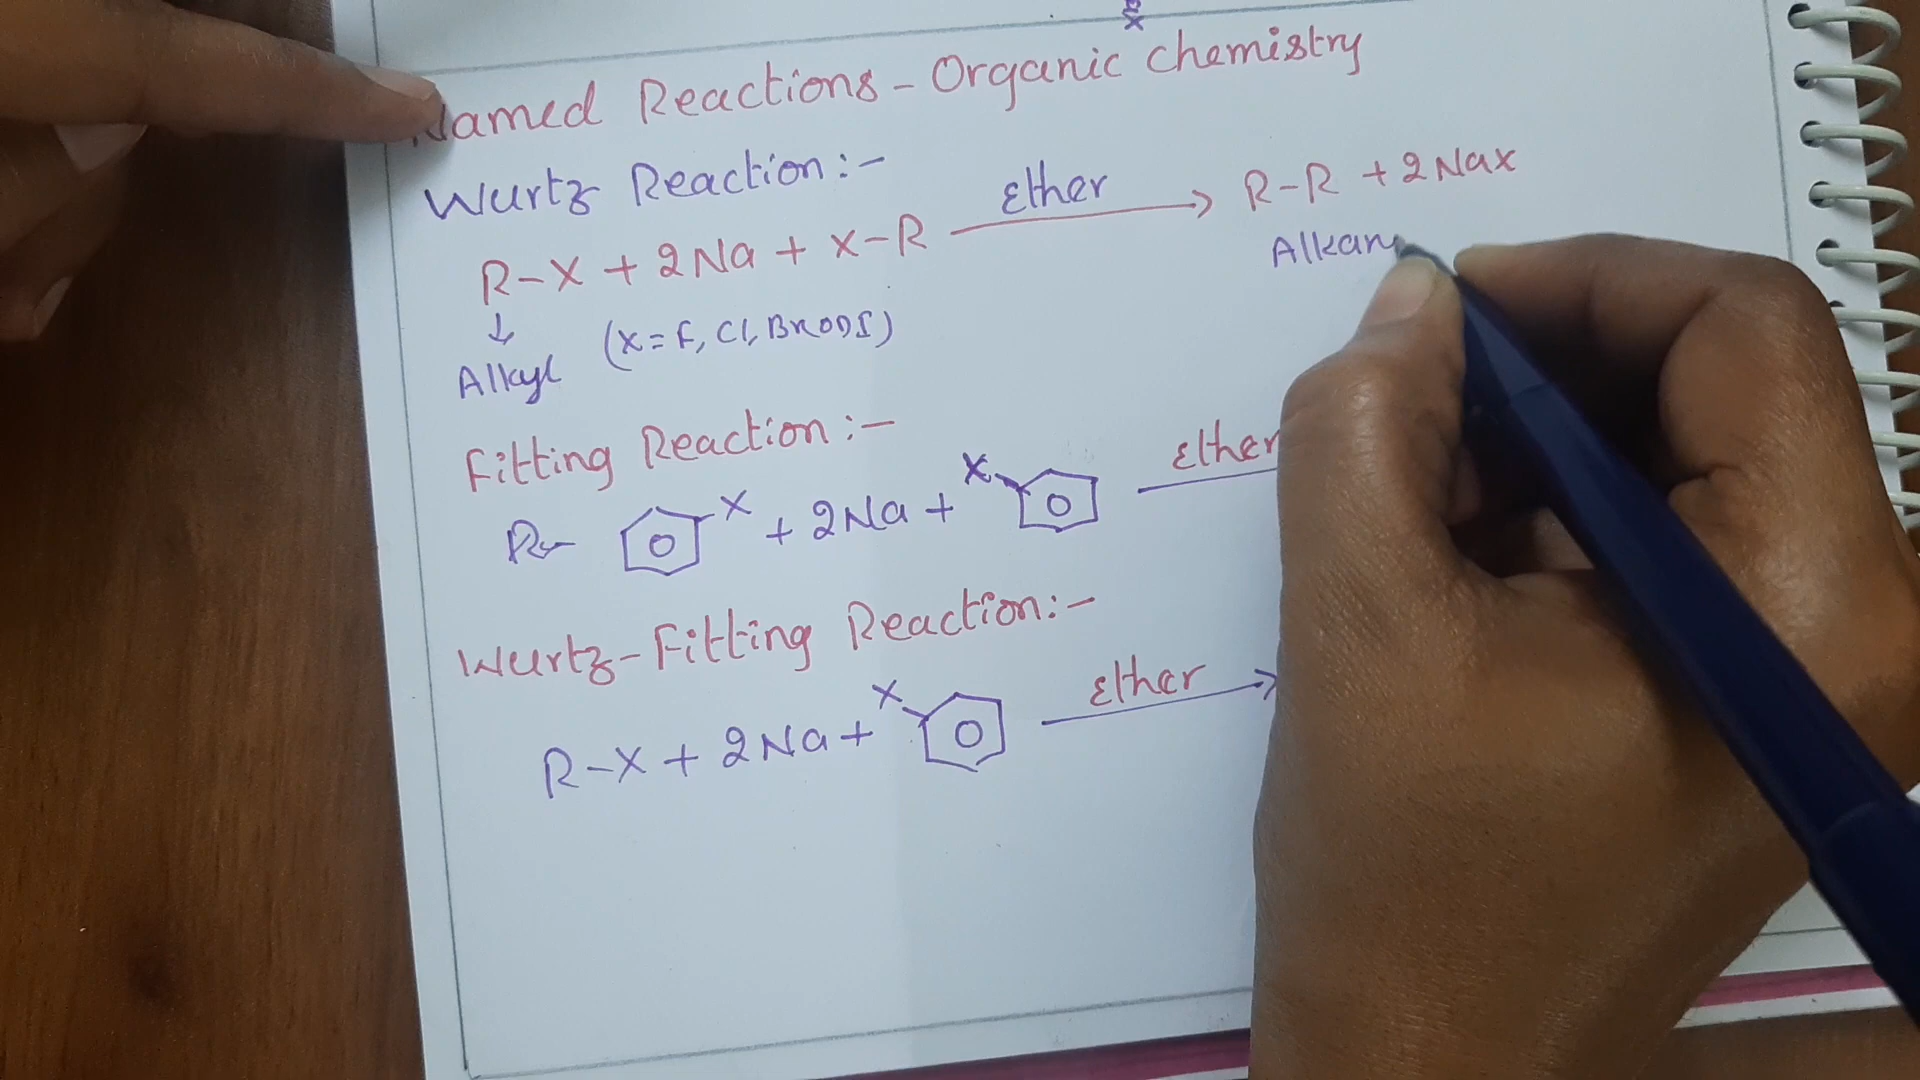 Named Reactions - Organic chemistry
Wurtz Reaction :-
R-X + 2Na + X-R Ether → R-R + 2Nax
↓ Alkan
Alkyl (X = F, Cl, Br or I)
Fitting Reaction :-
R- X + 2Na + X Ether
Wurtz-Fitting Reaction :-
R-X + 2Na + X Ether →